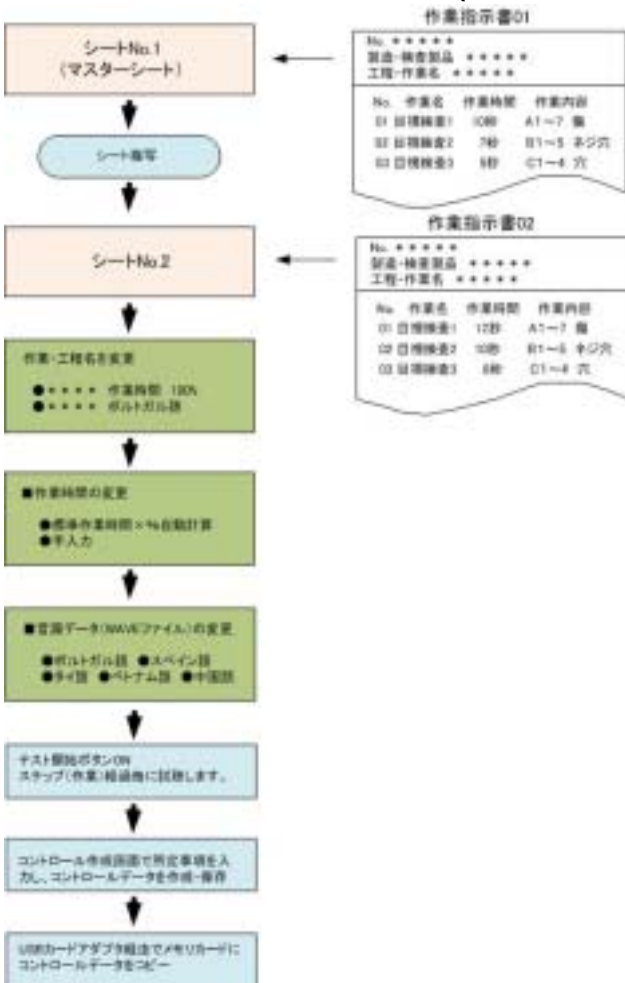 作業指示書01
シートNo.1
(マスターシート)
No. *****
製造・検査製品 *****
工程・作業名 *****
No. 作業名 作業時間 作業内容
01 目視検査1 10秒 A1～7 傷
02 目視検査2 7秒 B1～5 ネジ穴
03 目視検査3 5秒 C1～4 穴
シート複写
作業指示書02
シートNo.2
No. *****
製造・検査製品 *****
工程・作業名 *****
No. 作業名 作業時間 作業内容
01 目視検査1 12秒 A1～7 傷
02 目視検査2 10秒 B1～5 ネジ穴
03 目視検査3 C1～4 穴
作業・工程名を変更
●**** 作業時間
●**** ポルトガル語
■作業時間の変更
●標準作業時間×%自動計算
●手入力
■音源データ(WAVEファイル)の変更
●ポルトガル語 ●スペイン語
●タイ語 ●ベトナム語 ●中国語
テスト開始ボタンON
ステップ(作業)経過毎に試聴します。
コントロール作成画面で所定事項を入
力し、コントロールデータを作成・保存
USBカードアダプタ経由でメモリカードに
コントロールデータをコピー